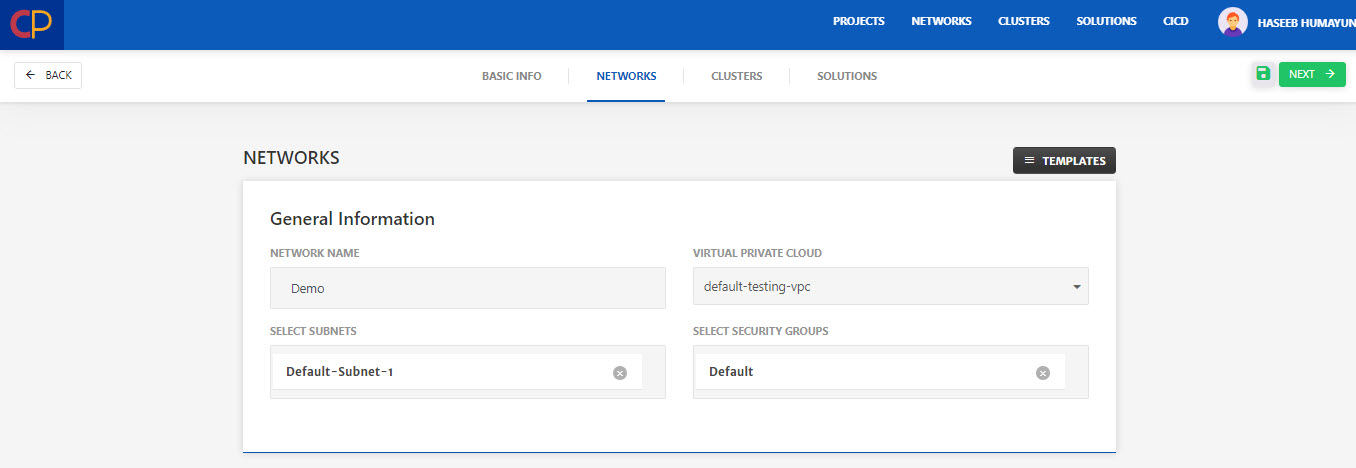 CP
PROJECTS NETWORKS CLUSTERS SOLUTIONS CICD HASEEB HUMAYUN
BACK BASIC INFO NETWORKS CLUSTERS SOLUTIONS NEXT
NETWORKS
TEMPLATES
General Information
NETWORK NAME VIRTUAL PRIVATE CLOUD
Demo default-testing-vpc
SELECT SUBNETS SELECT SECURITY GROUPS
Default-Subnet-1 Default